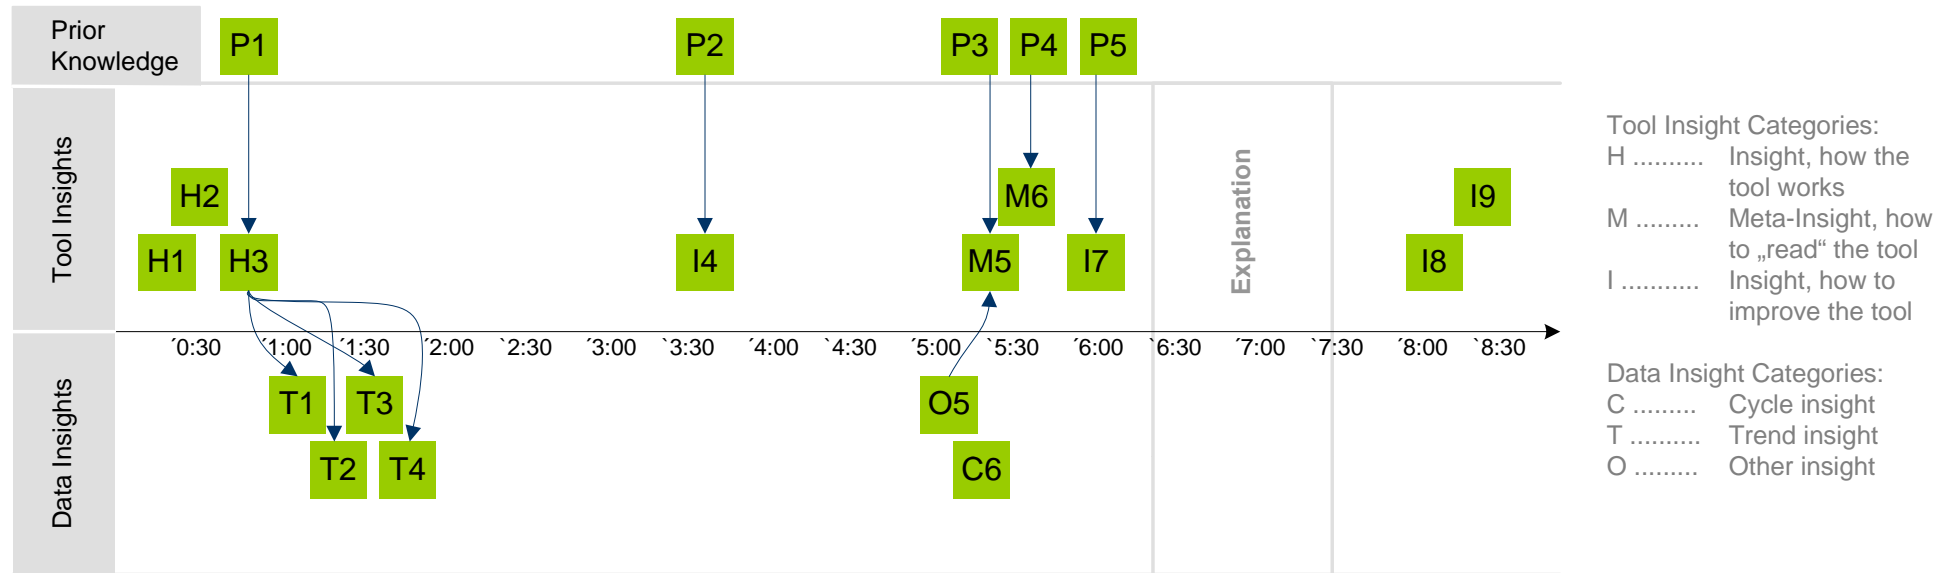 Prior
Knowledge
P1
P2
P3
P4
P5
Tool Insights
H2
M6
I9
H1
H3
I4
M5
I7
I8
Explanation
´0:30
´1:00
`1:30
´2:00
`2:30
´3:00
`3:30
´4:00
`4:30
´5:00
`5:30
´6:00
`6:30
´7:00
`7:30
´8:00
`8:30
Data Insights
T1
T3
O5
T2
T4
C6
Tool Insight Categories:
H .......... Insight, how the
tool works
M ......... Meta-Insight, how
to „read“ the tool
I ........... Insight, how to
improve the tool
Data Insight Categories:
C ......... Cycle insight
T .......... Trend insight
O ......... Other insight